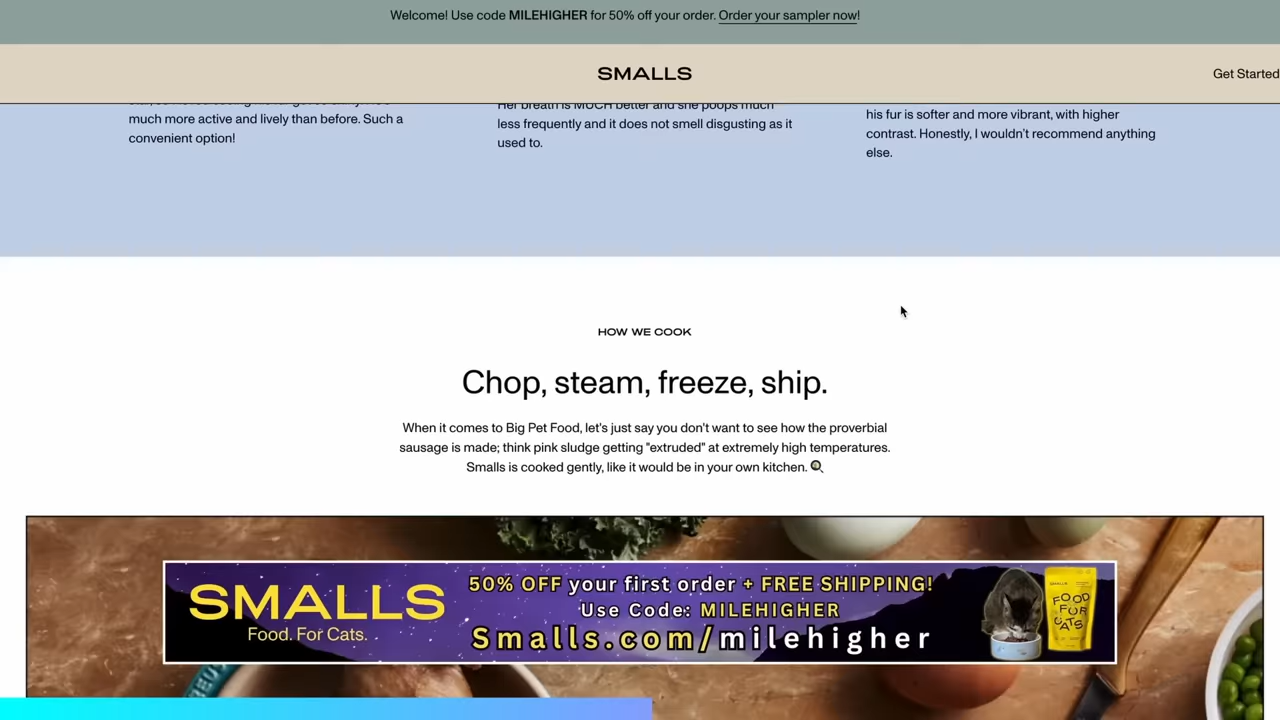 Welcome! Use code MILEHIGHER for 50% off your order. Order your sampler now!
SMALLS
Get Started
much more active and lively than before. Such a
convenient option!
Her breath is MUCH better and she poops much
less frequently and it does not smell disgusting as it
used to.
his fur is softer and more vibrant, with higher
contrast. Honestly, I wouldn't recommend anything
else.
HOW WE COOK
Chop, steam, freeze, ship.
When it comes to Big Pet Food, let's just say you don't want to see how the proverbial
sausage is made; think pink sludge getting "extruded" at extremely high temperatures.
Smalls is cooked gently, like it would be in your own kitchen. 
SMALLS
Food. For Cats.
50% OFF your first order + FREE SHIPPING!
Use Code: MILEHIGHER
Smalls.com/milehigher
SMALLS
FOOD
FUR
CATS